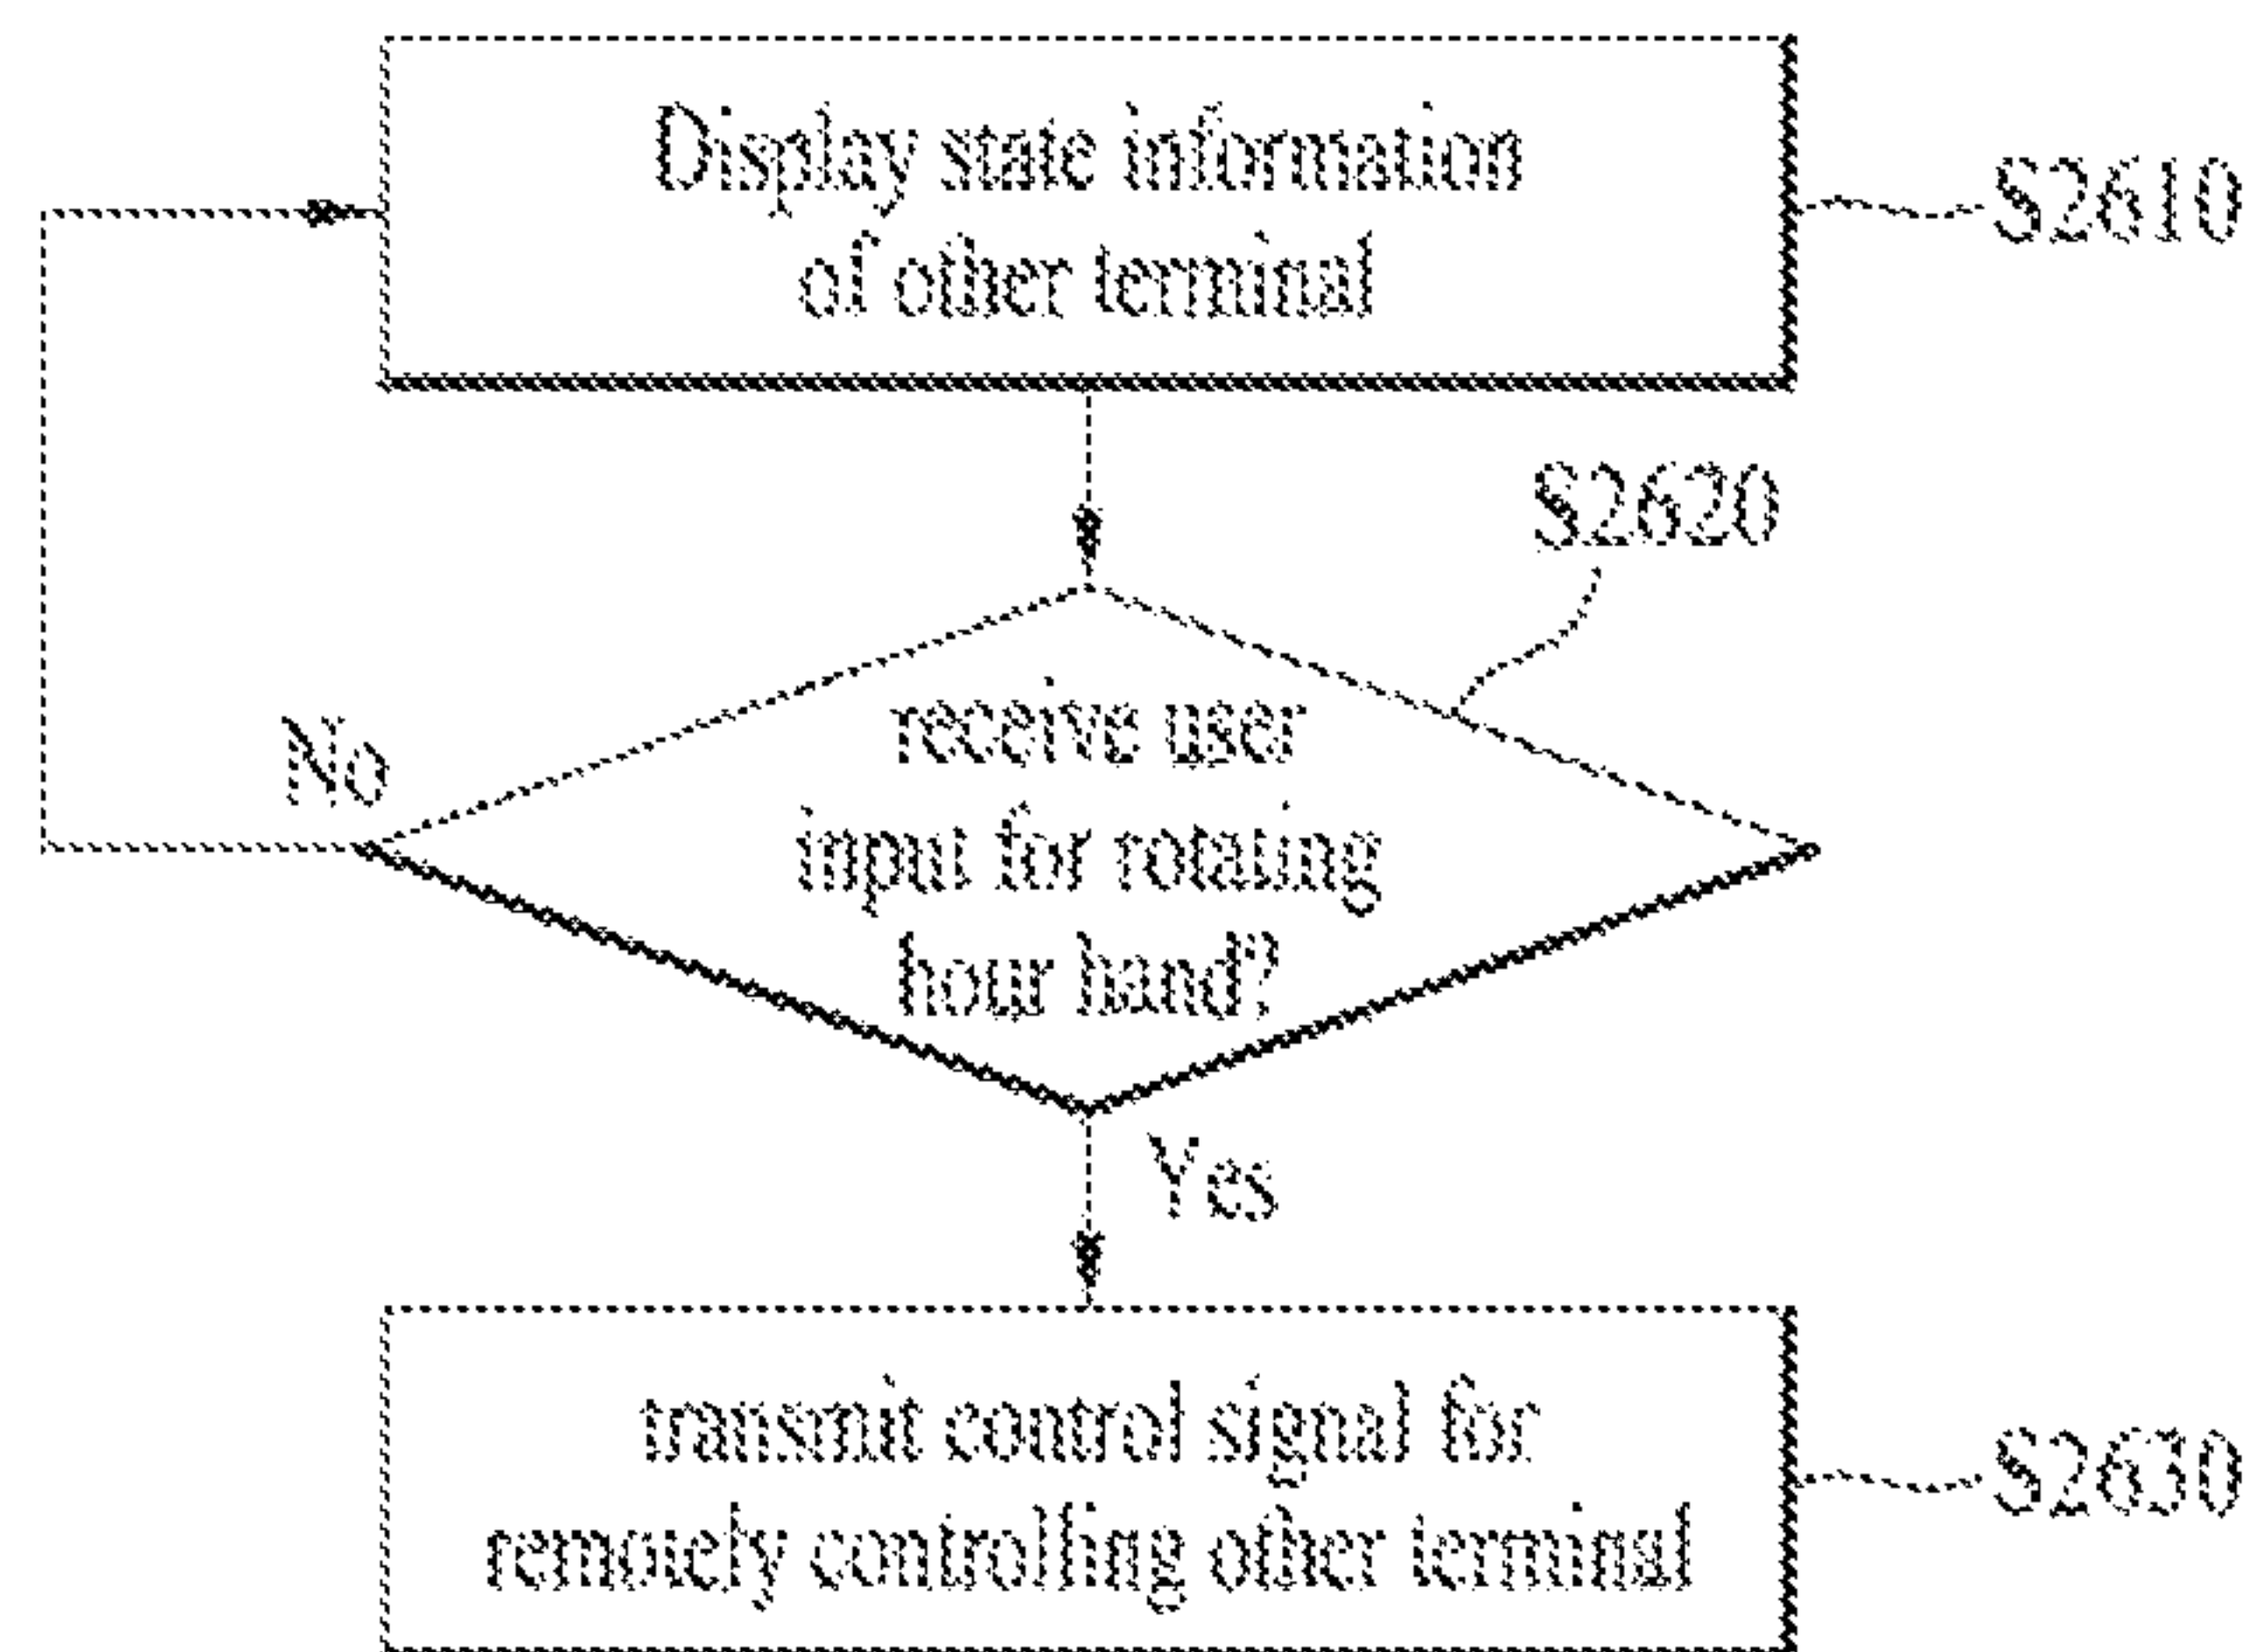 Display state information
of other terminal
S2610
S2620
No
receive user
input for rotating
hour hand?
Yes
transmit control signal for
remotely controlling other terminal
S2630